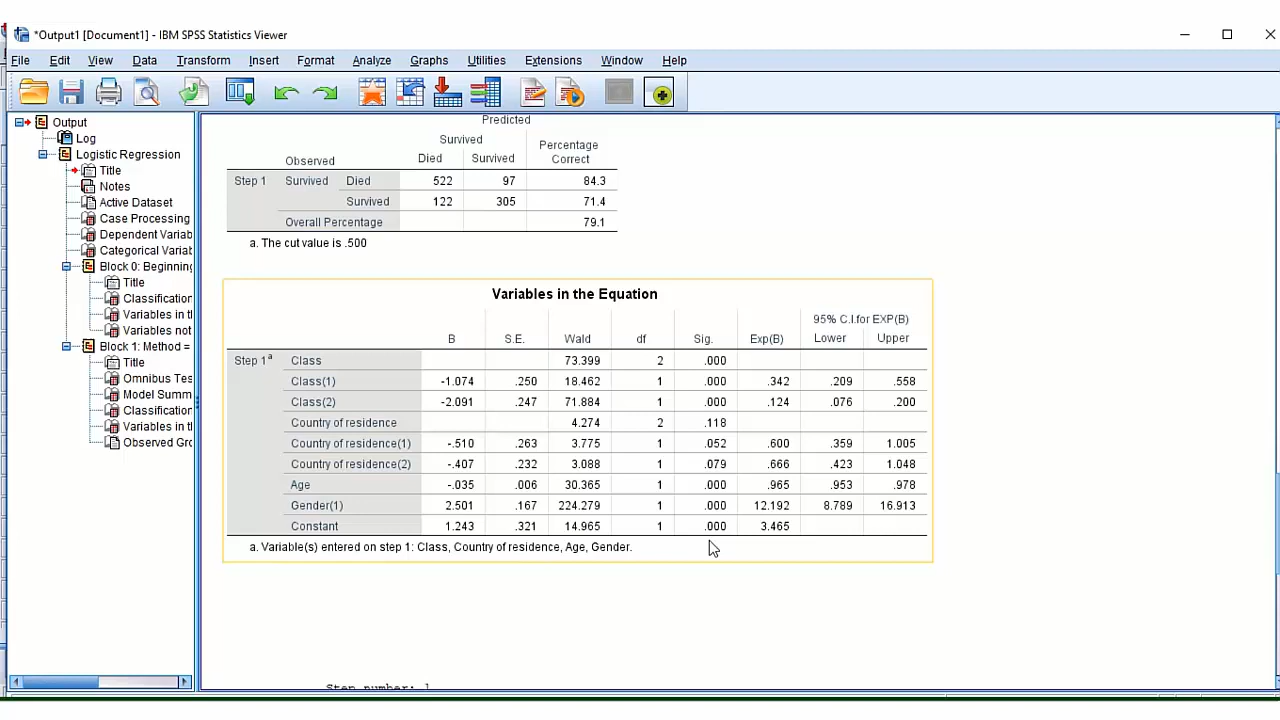 *Output1 [Document1] - IBM SPSS Statistics Viewer
File Edit View Data Transform Insert Format Analyze Graphs Utilities Extensions Window Help
Output
Log
Logistic Regression
Title
Notes
Active Dataset
Case Processing
Dependent Variab
Categorical Variab
Block 0: Beginning
Title
Classification
Variables in t
Variables not
Block 1: Method =
Title
Omnibus Tes
Model Summ
Classification
Variables in t
Observed Gro
Predicted
Survived Percentage
Observed Died Survived Correct
Step 1 Survived Died 522 97 84.3
Survived 122 305 71.4
Overall Percentage 79.1
a. The cut value is .500
Variables in the Equation
95% C.I.for EXP(B)
B S.E. Wald df Sig. Exp(B) Lower Upper
Step 1a Class 73.399 2 .000
Class(1) -1.074 .250 18.462 1 .000 .342 .209 .558
Class(2) -2.091 .247 71.884 1 .000 .124 .076 .200
Country of residence 4.274 2 .118
Country of residence(1) -.510 .263 3.775 1 .052 .600 .359 1.005
Country of residence(2) -.407 .232 3.088 1 .079 .666 .423 1.048
Age -.035 .006 30.365 1 .000 .965 .953 .978
Gender(1) 2.501 .167 224.279 1 .000 12.192 8.789 16.913
Constant 1.243 .321 14.965 1 .000 3.465
a. Variable(s) entered on step 1: Class, Country of residence, Age, Gender.
Step number: 1